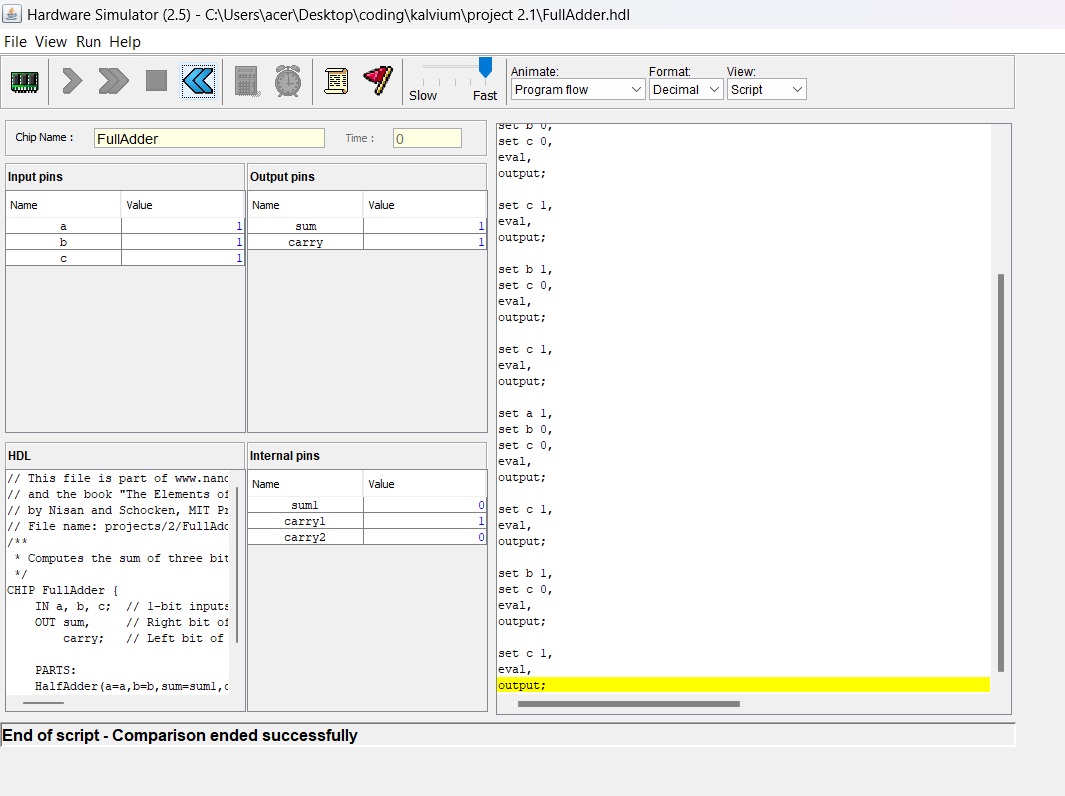 Hardware Simulator (2.5) - C:\Users\acer\Desktop\coding\kalvium\project 2.1\FullAdder.hdl
File View Run Help
Slow Fast
Animate:
Program flow
Format:
Decimal
View:
Script
Chip Name : FullAdder Time : 0
Input pins
Name Value
a 1
b 1
c 1
Output pins
Name Value
sum 1
carry 1
HDL
// This file is part of www.nand
// and the book "The Elements of
// by Nisan and Schocken, MIT Pr
// File name: projects/2/FullAdd
/**
* Computes the sum of three bit
*/
CHIP FullAdder {
IN a, b, c; // 1-bit inputs
OUT sum, // Right bit of
carry; // Left bit of
PARTS:
HalfAdder(a=a,b=b,sum=sum1,c
Internal pins
Name Value
sum1 0
carry1 1
carry2 0
set b 0,
set c 0,
eval,
output;
set c 1,
eval,
output;
set b 1,
set c 0,
eval,
output;
set c 1,
eval,
output;
set a 1,
set b 0,
set c 0,
eval,
output;
set c 1,
eval,
output;
set b 1,
set c 0,
eval,
output;
set c 1,
eval,
output;
End of script - Comparison ended successfully